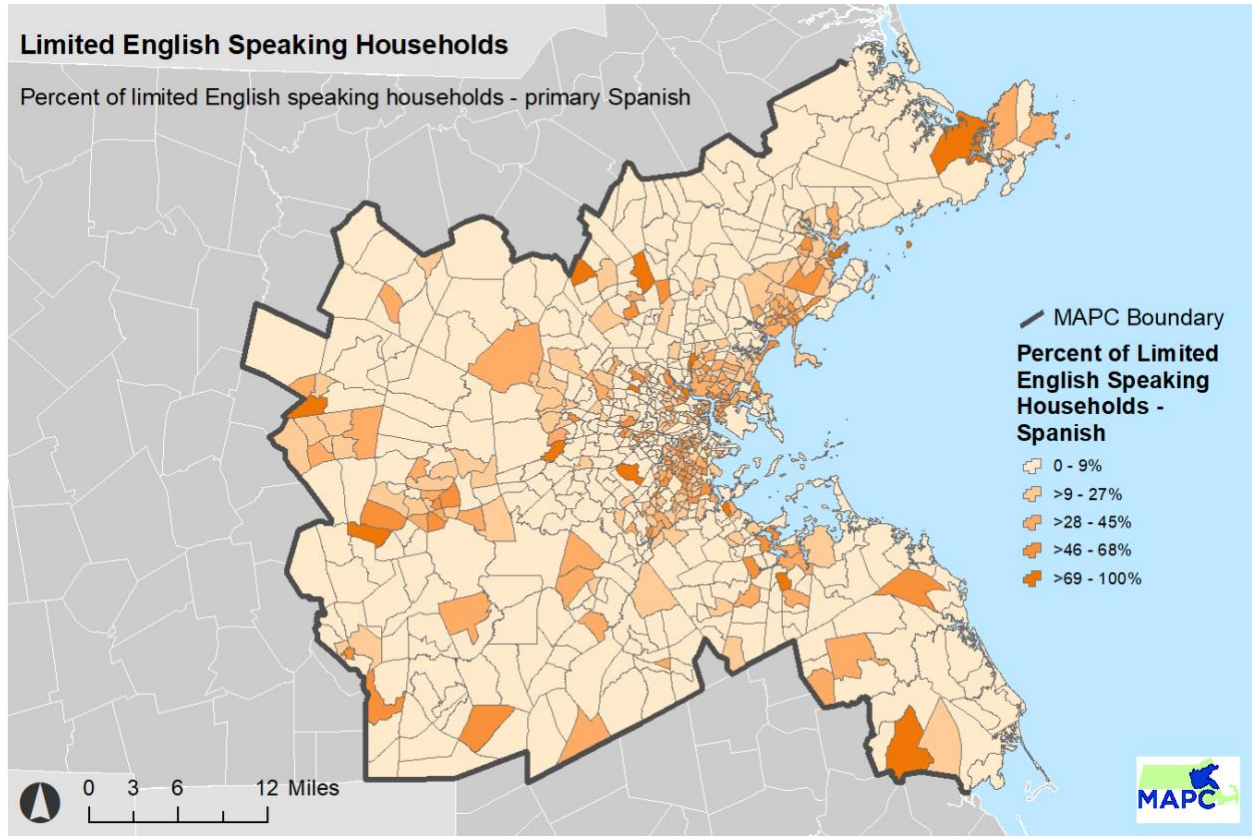 Limited English Speaking Households
Percent of limited English speaking households - primary Spanish
MAPC Boundary
Percent of Limited
English Speaking
Households -
Spanish
0 - 9%
>9 - 27%
>28 - 45%
>46 - 68%
>69 - 100%
0 3 6 12 Miles
MAPC